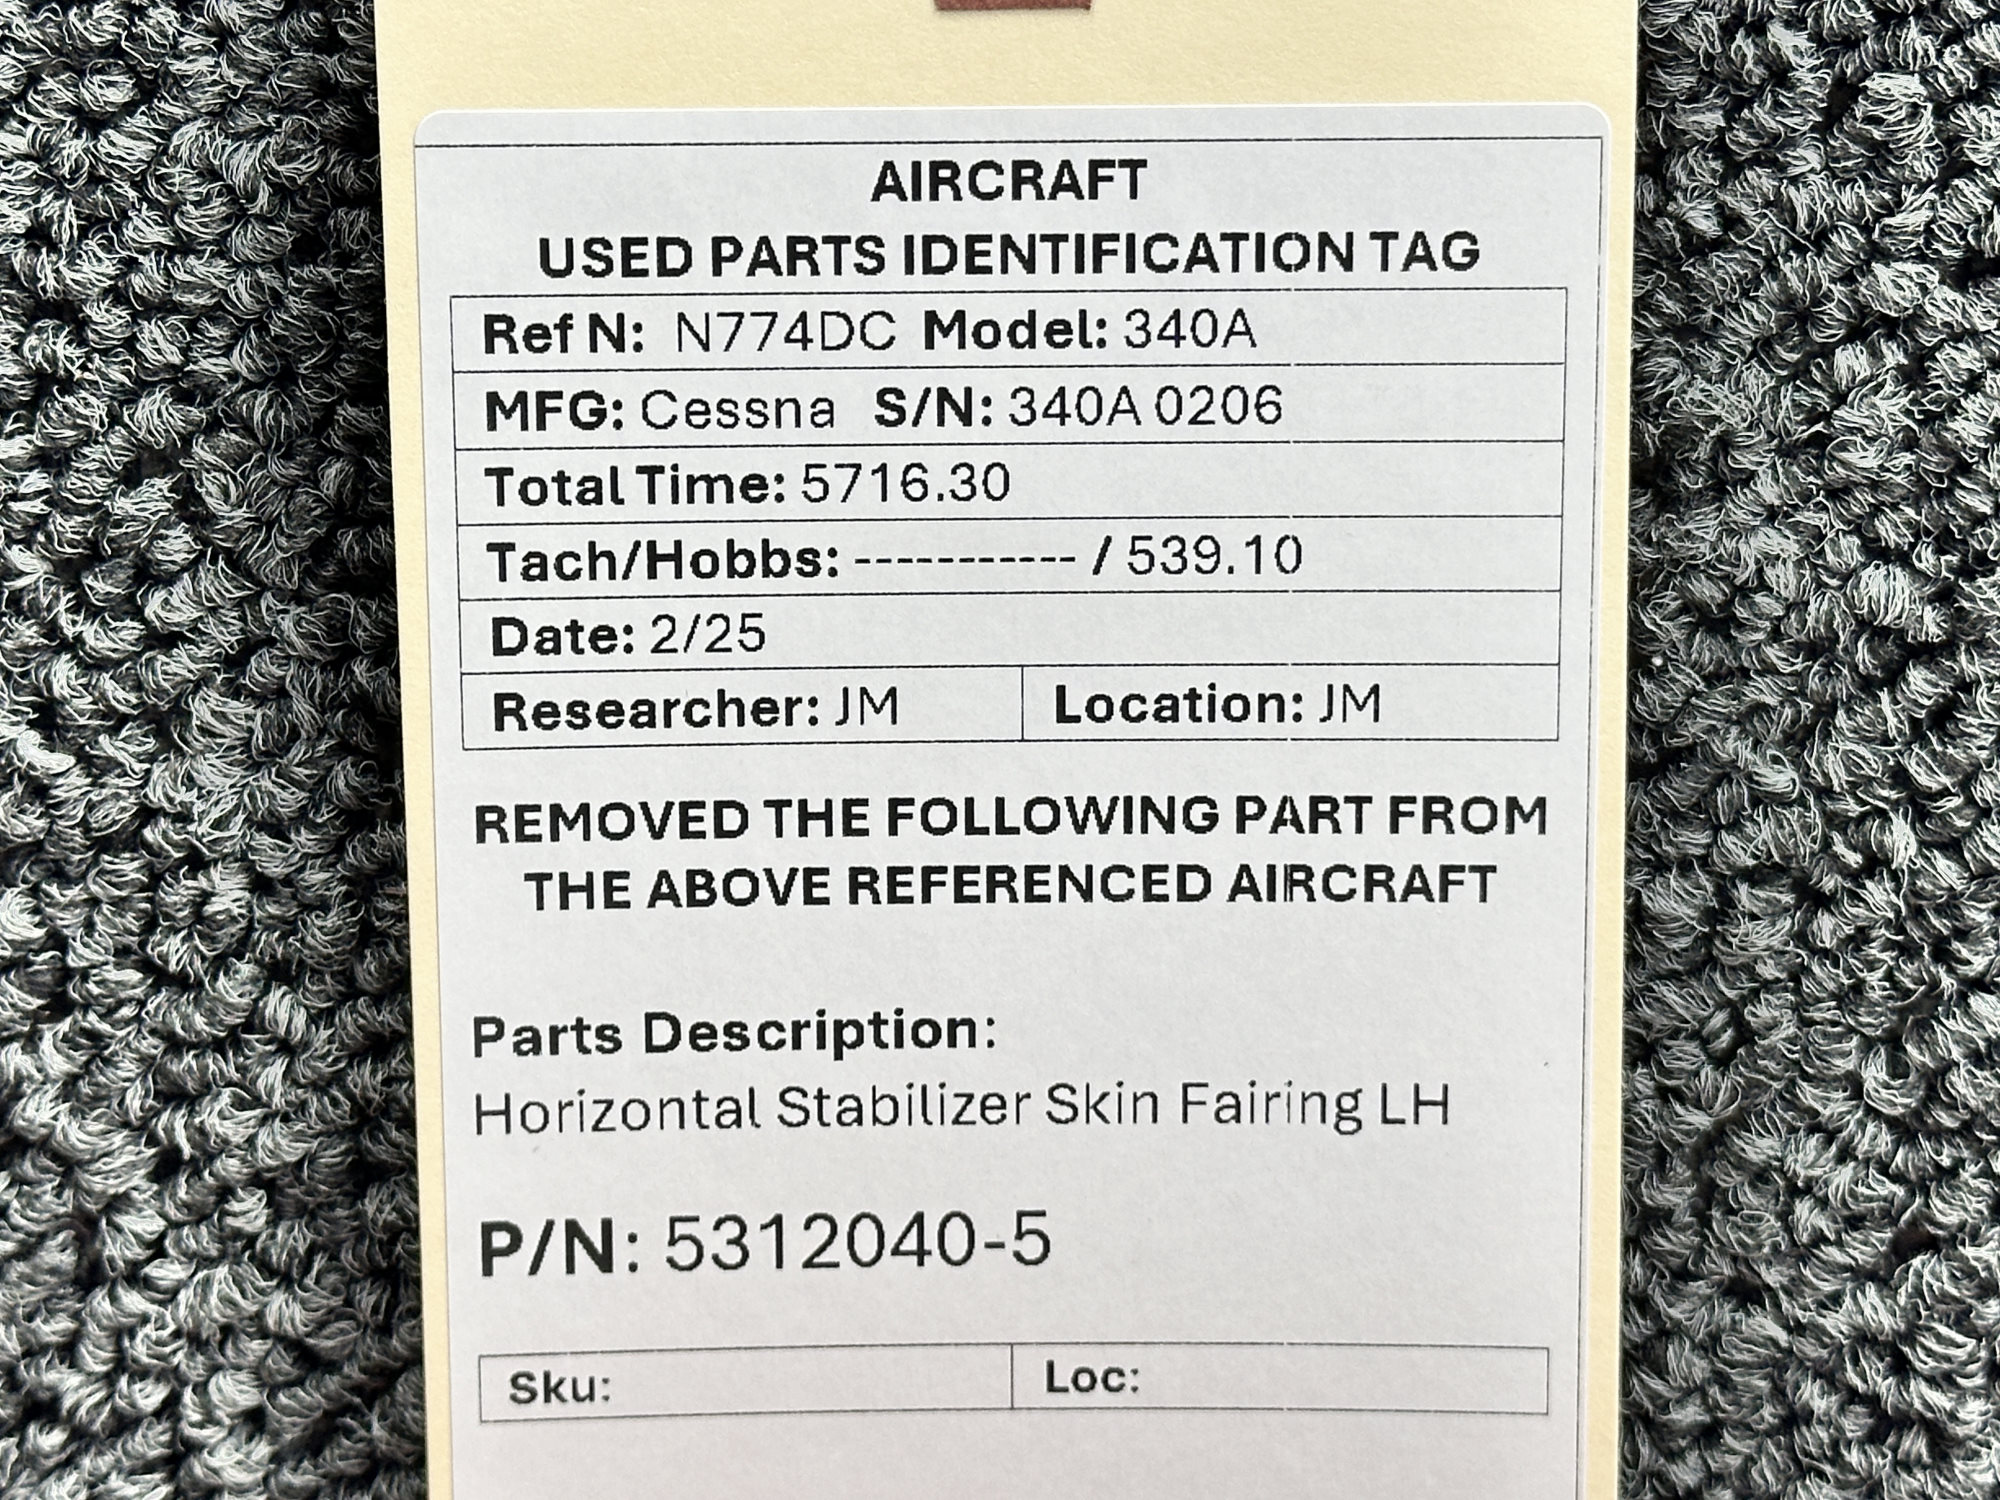 AIRCRAFT
USED PARTS IDENTIFICATION TAG
Ref N: N774DC Model: 340A
MFG: Cessna S/N: 340A 0206
Total Time: 5716.30
Tach/Hobbs: ----------- / 539.10
Date: 2/25
Researcher: JM Location: JM
REMOVED THE FOLLOWING PART FROM
THE ABOVE REFERENCED AIRCRAFT
Parts Description:
Horizontal Stabilizer Skin Fairing LH
P/N: 5312040-5
Sku: Loc: